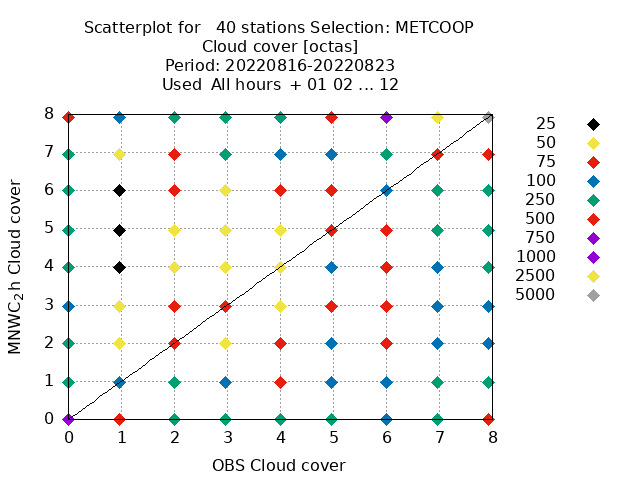 Scatterplot for   40 stations Selection: METCOOP
Cloud cover [octas]
Period: 20220816-20220823
Used  All hours  + 01 02 ... 12
8
7
6
5
4
3
2
1
0
0 1 2 3 4 5 6 7 8
MNWC2h Cloud cover
OBS Cloud cover
25
50
75
100
250
500
750
1000
2500
5000